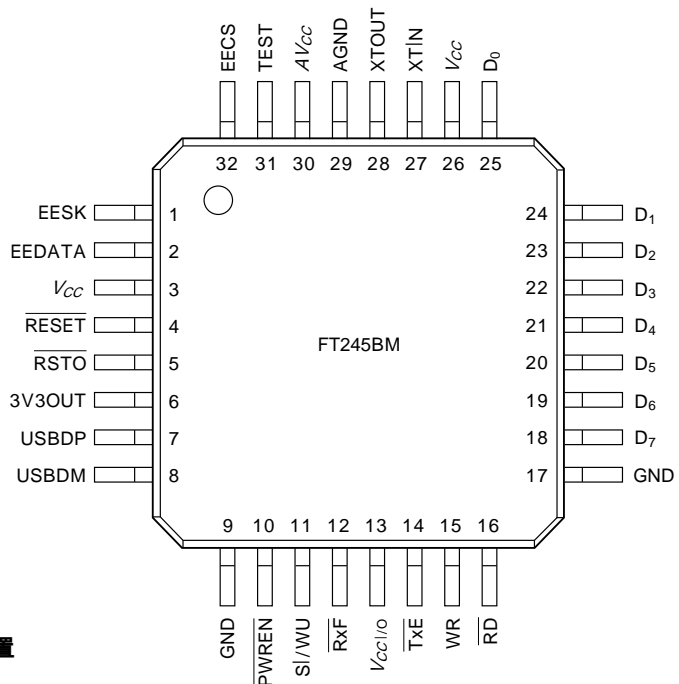 EECS TEST AVCC AGND XTOUT XTIN VCC D0
32 31 30 29 28 27 26 25
EESK 1 24 D1
EEDATA 2 23 D2
VCC 3 22 D3
RESET 4 21 D4
RSTO 5 20 D5
3V3OUT 6 19 D6
USBDP 7 18 D7
USBDM 8 17 GND
FT245BM
9 10 11 12 13 14 15 16
GND PWREN SI/WU RxF VCCI/O TxE WR RD
置